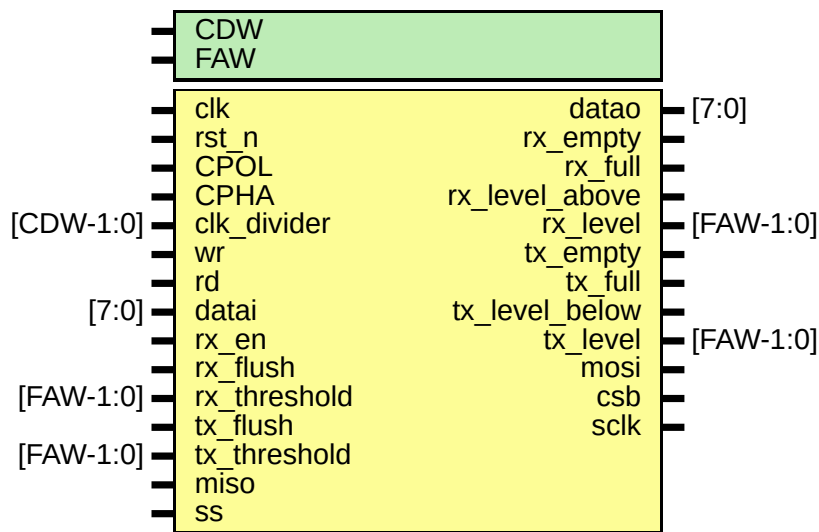 CDW
FAW
clk datao [7:0]
rst_n rx_empty
CPOL rx_full
CPHA rx_level_above
[CDW-1:0] clk_divider rx_level [FAW-1:0]
wr tx_empty
rd tx_full
[7:0] datai tx_level_below
rx_en tx_level [FAW-1:0]
rx_flush mosi
[FAW-1:0] rx_threshold csb
tx_flush sclk
[FAW-1:0] tx_threshold
miso
ss